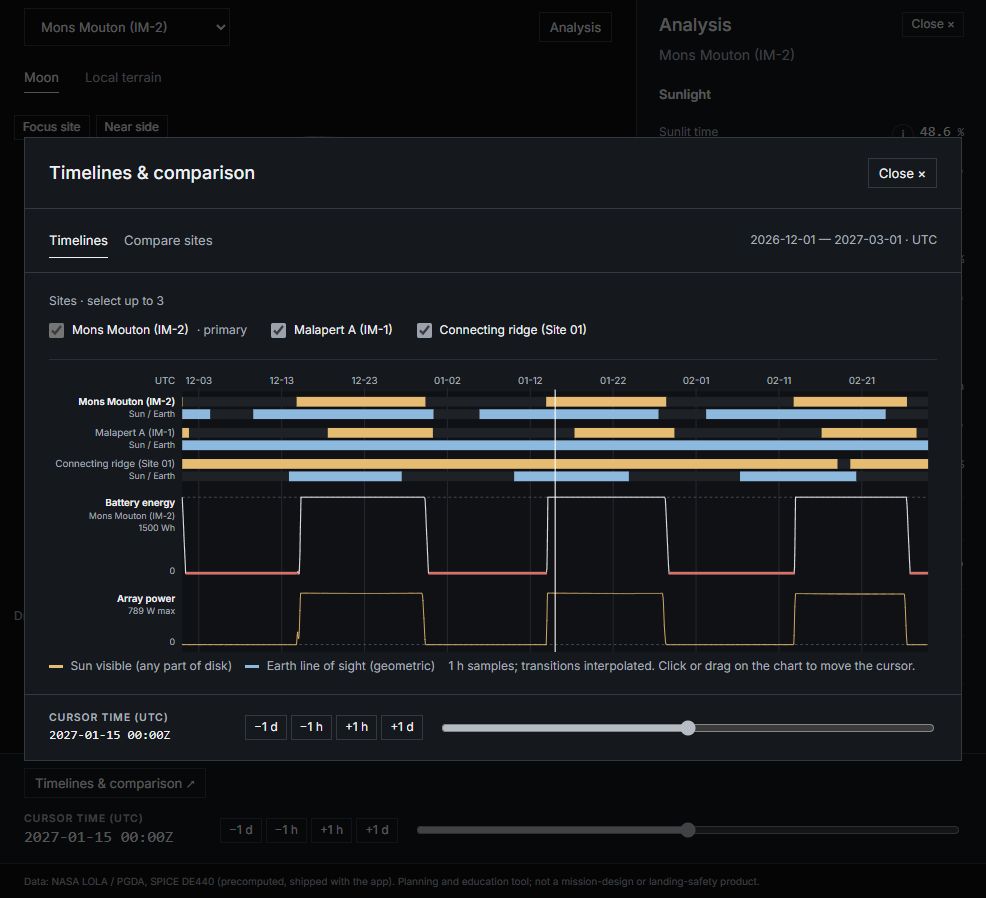 Mons Mouton (IM-2)
Analysis
Analysis
Close ×
Mons Mouton (IM-2)
Moon
Local terrain
Sunlight
Focus site
Near side
Sunlit time
i
48.6 %
Timelines & comparison
Close ×
Timelines
Compare sites
2026-12-01 — 2027-03-01 · UTC
Sites · select up to 3
Mons Mouton (IM-2) · primary
Malapert A (IM-1)
Connecting ridge (Site 01)
UTC 12-03 12-13 12-23 01-02 01-12 01-22 02-01 02-11 02-21
Mons Mouton (IM-2)
Sun / Earth
Malapert A (IM-1)
Sun / Earth
Connecting ridge (Site 01)
Sun / Earth
Battery energy
Mons Mouton (IM-2)
1500 Wh
0
Array power
789 W max
0
Sun visible (any part of disk)
Earth line of sight (geometric)
1 h samples; transitions interpolated. Click or drag on the chart to move the cursor.
CURSOR TIME (UTC)
2027-01-15 00:00Z
−1 d
−1 h
+1 h
+1 d
Timelines & comparison ↗
CURSOR TIME (UTC)
2027-01-15 00:00Z
−1 d
−1 h
+1 h
+1 d
Data: NASA LOLA / PGDA, SPICE DE440 (precomputed, shipped with the app). Planning and education tool; not a mission-design or landing-safety product.